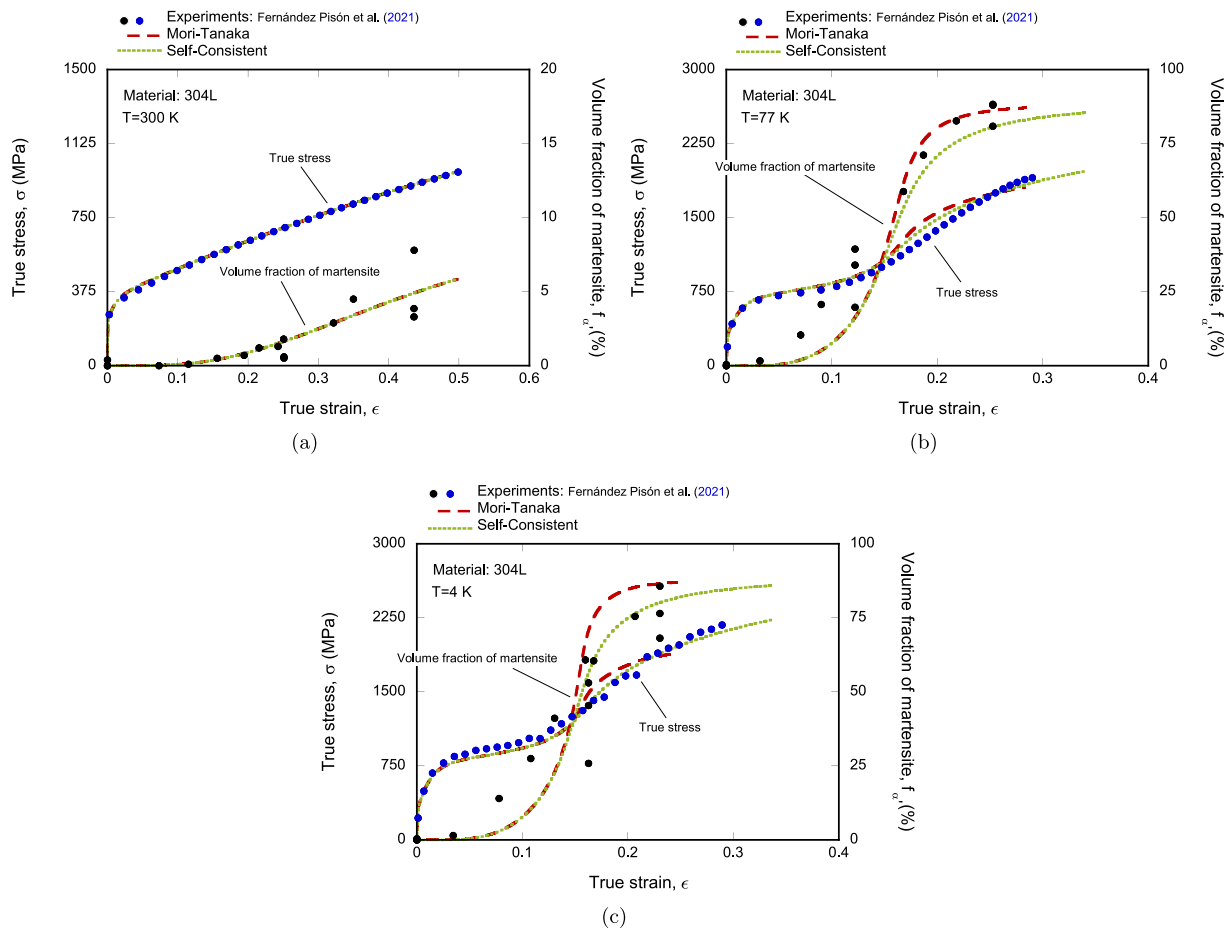 Experiments: Fernández Pisón et al. (2021)
Mori-Tanaka
Self-Consistent
1500
1125
750
375
0
20
15
10
5
0
Material: 304L
T=300 K
True stress
Volume fraction of martensite
0
0.1
0.2
0.3
0.4
0.5
0.6
True stress, σ (MPa)
Volume fraction of martensite, f α,(%)
True strain, ϵ
(a)
Experiments: Fernández Pisón et al. (2021)
Mori-Tanaka
Self-Consistent
3000
2250
1500
750
0
100
75
50
25
0
Material: 304L
T=77 K
Volume fraction of martensite
True stress
0
0.1
0.2
0.3
0.4
True stress, σ (MPa)
Volume fraction of martensite, f α,(%)
True strain, ϵ
(b)
Experiments: Fernández Pisón et al. (2021)
Mori-Tanaka
Self-Consistent
3000
2250
1500
750
0
100
75
50
25
0
Material: 304L
T=4 K
Volume fraction of martensite
True stress
0
0.1
0.2
0.3
0.4
True stress, σ (MPa)
Volume fraction of martensite, f α,(%)
True strain, ϵ
(c)